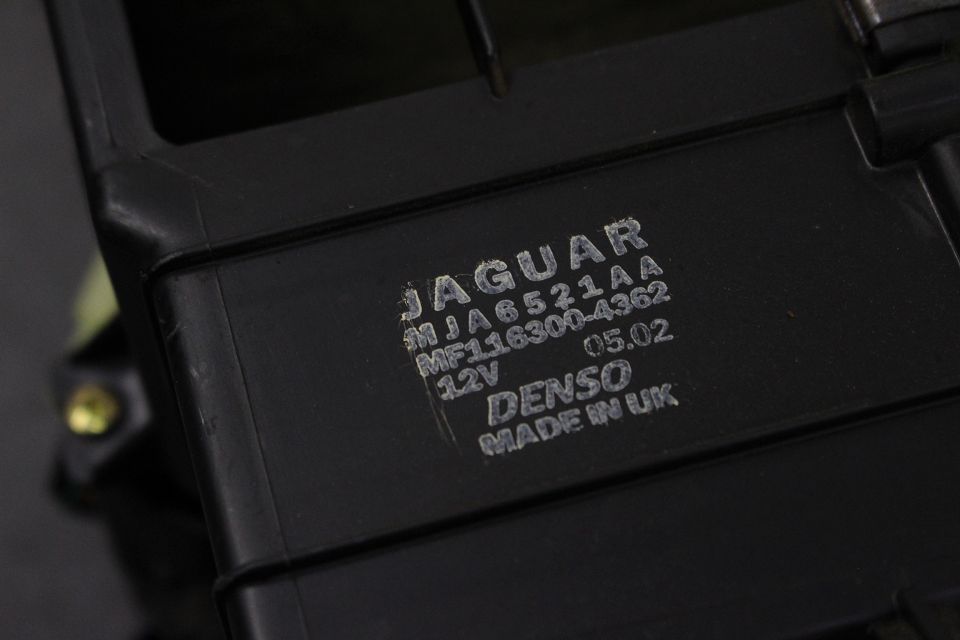 JAGUAR
MJA6521AA
MF116300-4362
12V 05.02
DENSO
MADE IN UK